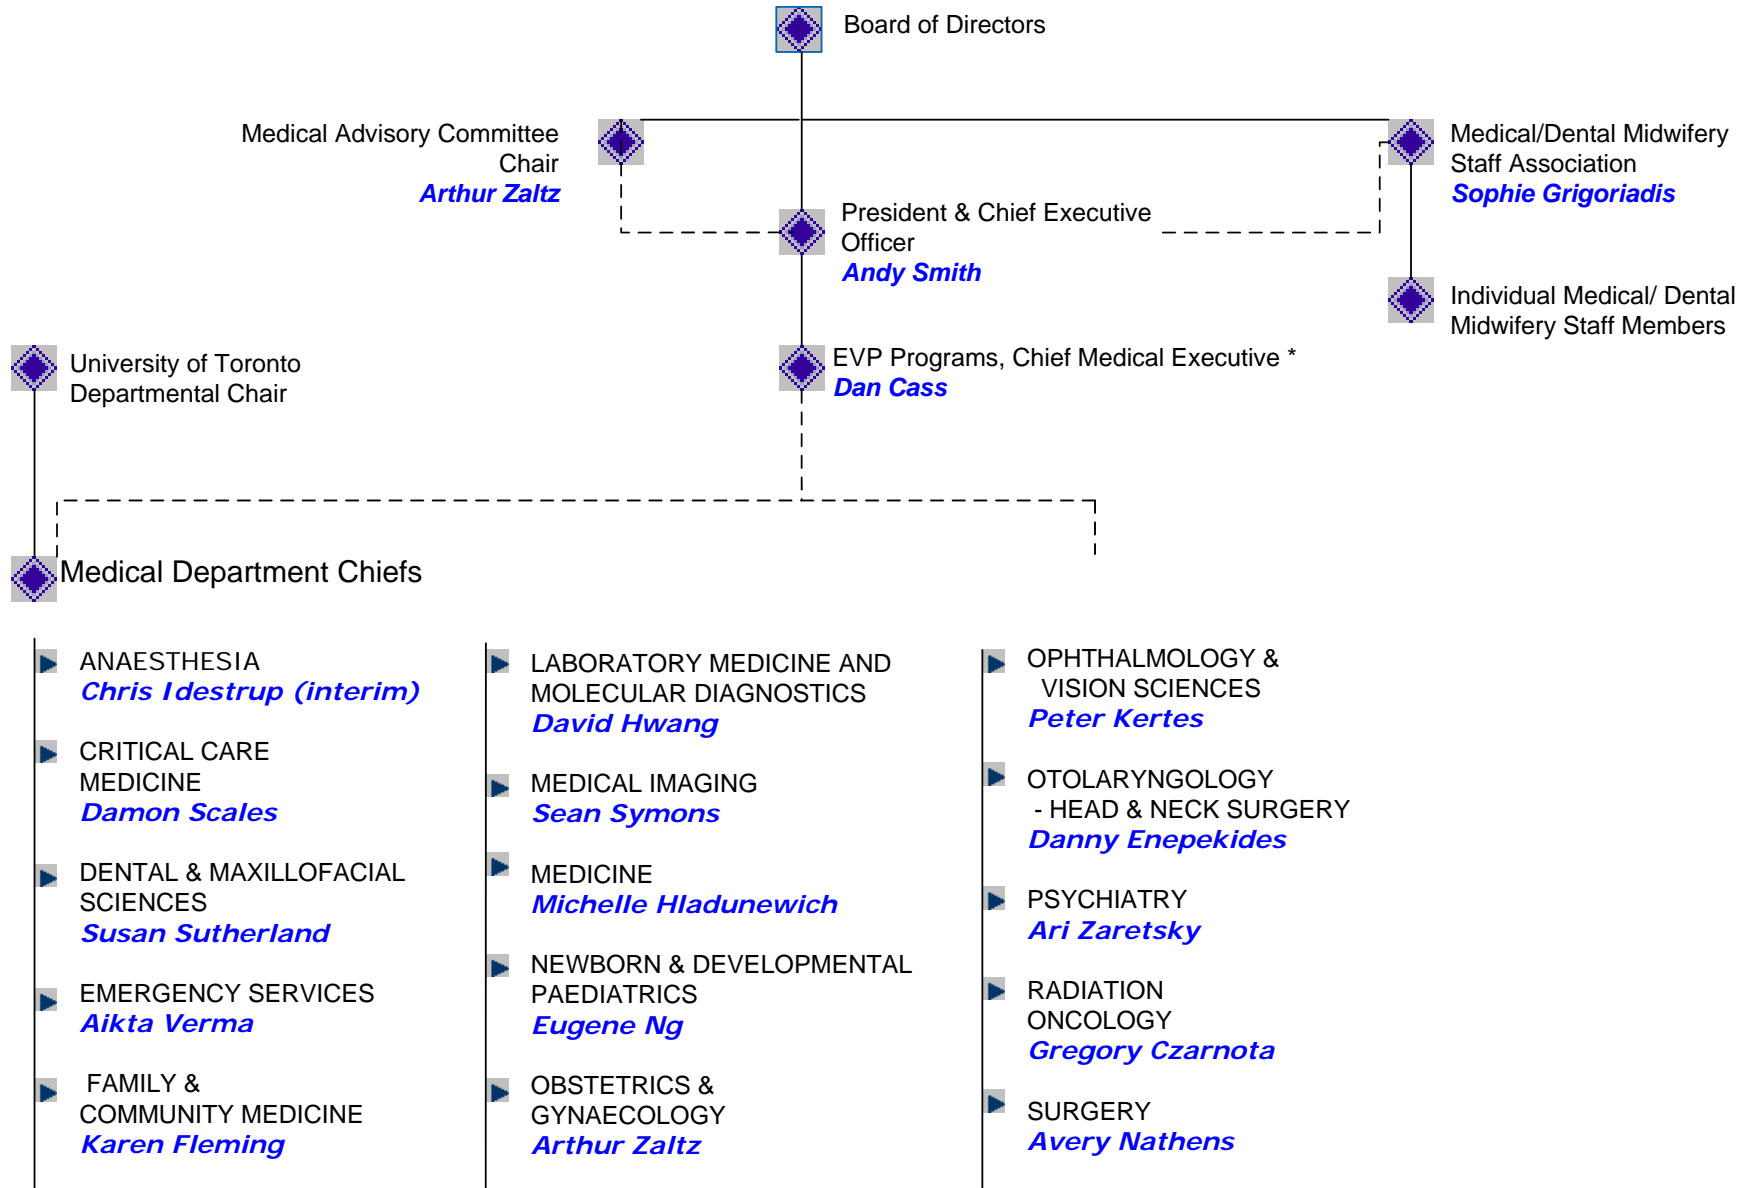 Board of Directors
Medical Advisory Committee
Chair
Arthur Zaltz
Medical/Dental Midwifery
Staff Association
Sophie Grigoriadis
President & Chief Executive
Officer
Andy Smith
Individual Medical/ Dental
Midwifery Staff Members
University of Toronto
Departmental Chair
EVP Programs, Chief Medical Executive *
Dan Cass
Medical Department Chiefs
ANAESTHESIA
Chris Idestrup (interim)
CRITICAL CARE
MEDICINE
Damon Scales
DENTAL & MAXILLOFACIAL
SCIENCES
Susan Sutherland
EMERGENCY SERVICES
Aikta Verma
FAMILY &
COMMUNITY MEDICINE
Karen Fleming
LABORATORY MEDICINE AND
MOLECULAR DIAGNOSTICS
David Hwang
MEDICAL IMAGING
Sean Symons
MEDICINE
Michelle Hladunewich
NEWBORN & DEVELOPMENTAL
PAEDIATRICS
Eugene Ng
OBSTETRICS &
GYNAECOLOGY
Arthur Zaltz
OPHTHALMOLOGY &
VISION SCIENCES
Peter Kertes
OTOLARYNGOLOGY
- HEAD & NECK SURGERY
Danny Enepekides
PSYCHIATRY
Ari Zaretsky
RADIATION
ONCOLOGY
Gregory Czarnota
SURGERY
Avery Nathens